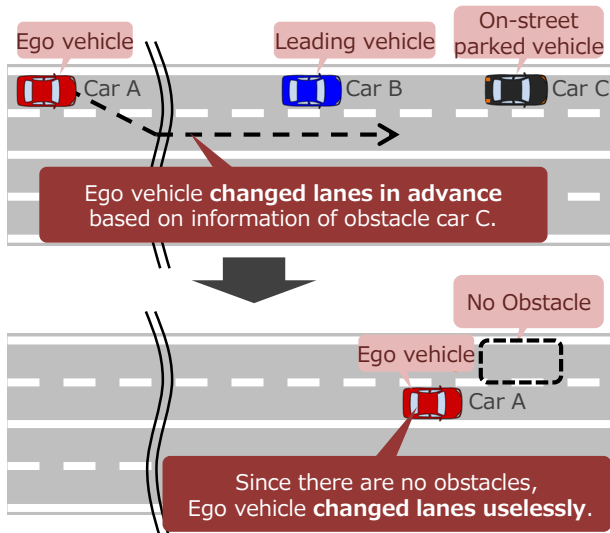 Ego vehicle
Leading vehicle
On-street
parked vehicle
Car A
Car B
Car C
Ego vehicle changed lanes in advance
based on information of obstacle car C.
No Obstacle
Ego vehicle
Car A
Since there are no obstacles,
Ego vehicle changed lanes uselessly.